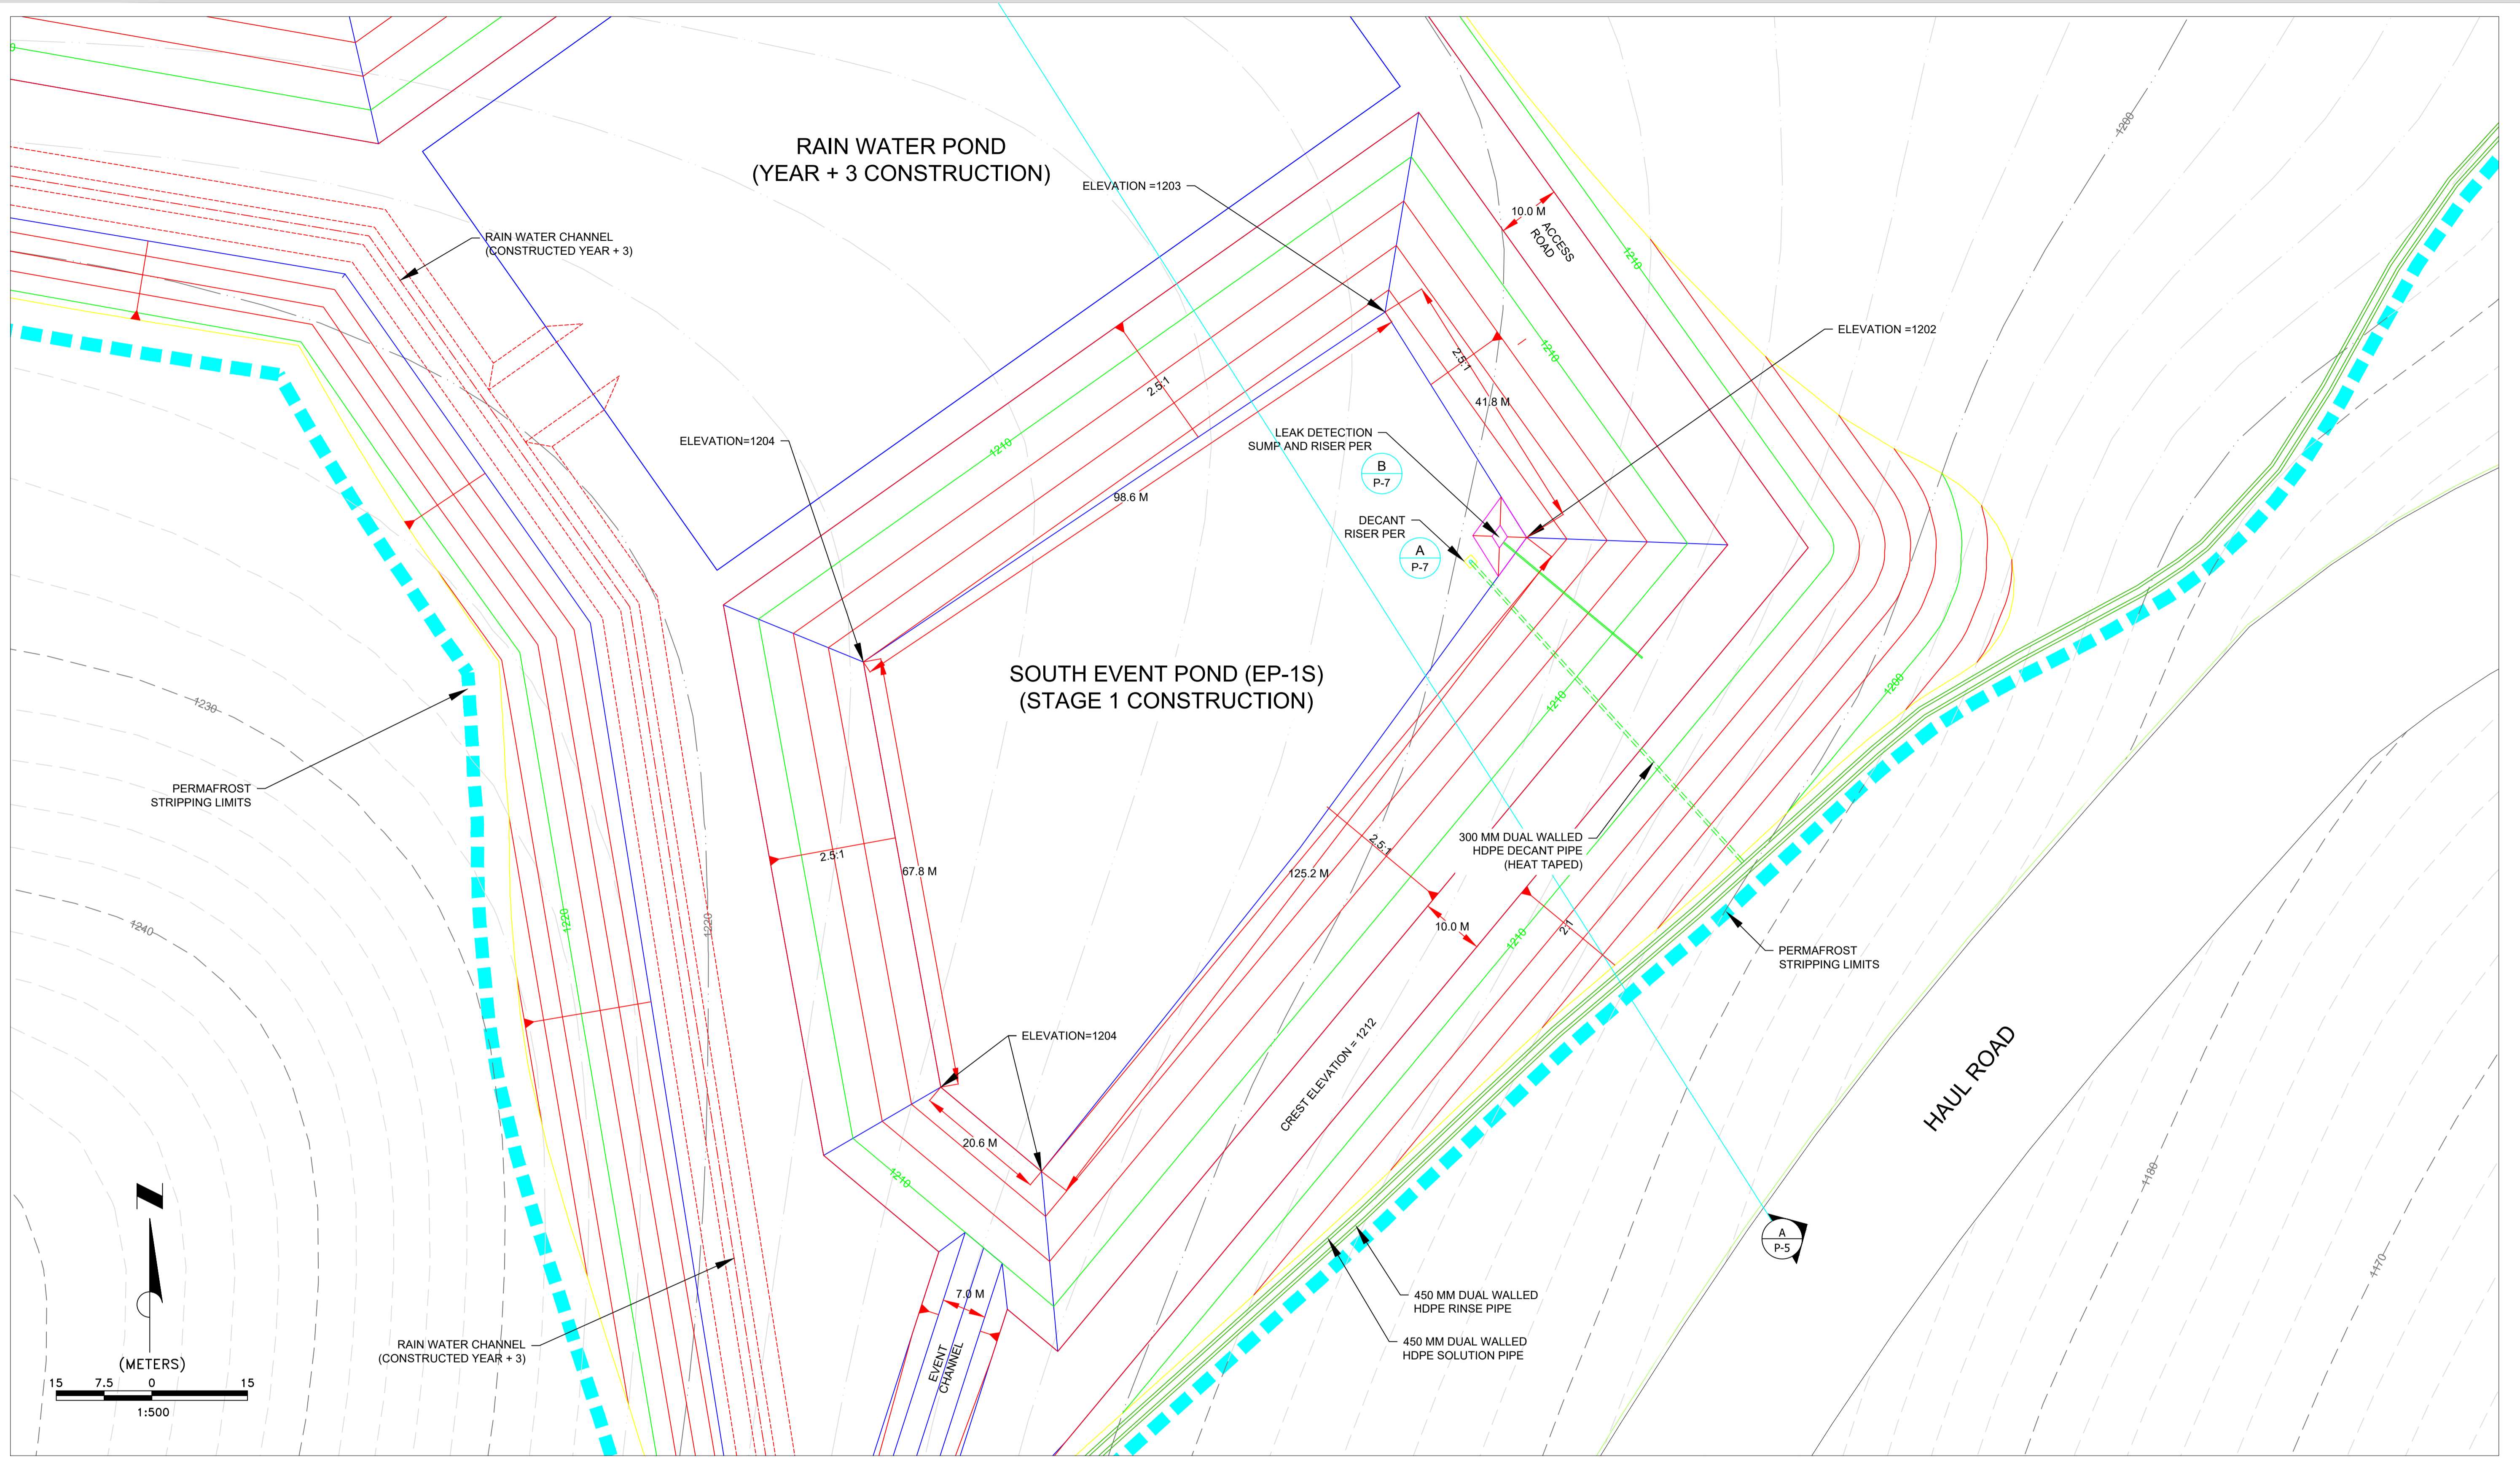 RAIN WATER POND
(YEAR + 3 CONSTRUCTION)
ELEVATION =1203
1200
10.0 M
ACCESS
ROAD
1210
RAIN WATER CHANNEL
(CONSTRUCTED YEAR + 3)
ELEVATION =1202
1210
2.5:1
2.5:1
41.8 M
ELEVATION=1204
1210
LEAK DETECTION
SUMP AND RISER PER
B
P-7
98.6 M
DECANT
RISER PER
A
P-7
SOUTH EVENT POND (EP-1S)
(STAGE 1 CONSTRUCTION)
1210
1200
1230
PERMAFROST
STRIPPING LIMITS
300 MM DUAL WALLED
HDPE DECANT PIPE
(HEAT TAPED)
2.5:1
2.5:1
67.8 M
125.2 M
1220
1220
1240
10.0 M
1210
2:1
PERMAFROST
STRIPPING LIMITS
ELEVATION=1204
CREST ELEVATION = 1212
HAUL ROAD
20.6 M
1210
1180
1170
A
P-5
N
7.0 M
450 MM DUAL WALLED
HDPE RINSE PIPE
EVENT
CHANNEL
RAIN WATER CHANNEL
(CONSTRUCTED YEAR + 3)
450 MM DUAL WALLED
HDPE SOLUTION PIPE
(METERS)
15 7.5 0 15
1:500